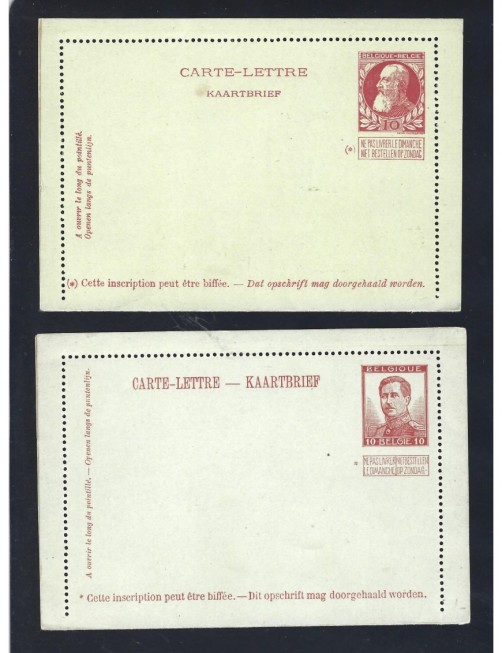 BELGIQUE-BELGIE
CARTE-LETTRE
KAARTBRIEF
10
(*)
NE PAS LIVRER LE DIMANCHE
NIET BESTELLEN OP ZONDAG
A ouvrir le long du pointillé.
Openen langs de puntenlijn.
(*) Cette inscription peut être biffée. — Dat opschrift mag doorgehaald worden.
BELGIQUE
CARTE-LETTRE — KAARTBRIEF
10 BELGIË 10
*
NE PAS LIVRER NIET BESTELLEN
LE DIMANCHE OP ZONDAG
A ouvrir le long du pointillé. — Openen langs de puntenlijn.
* Cette inscription peut être biffée. — Dit opschrift mag doorgehaald worden.